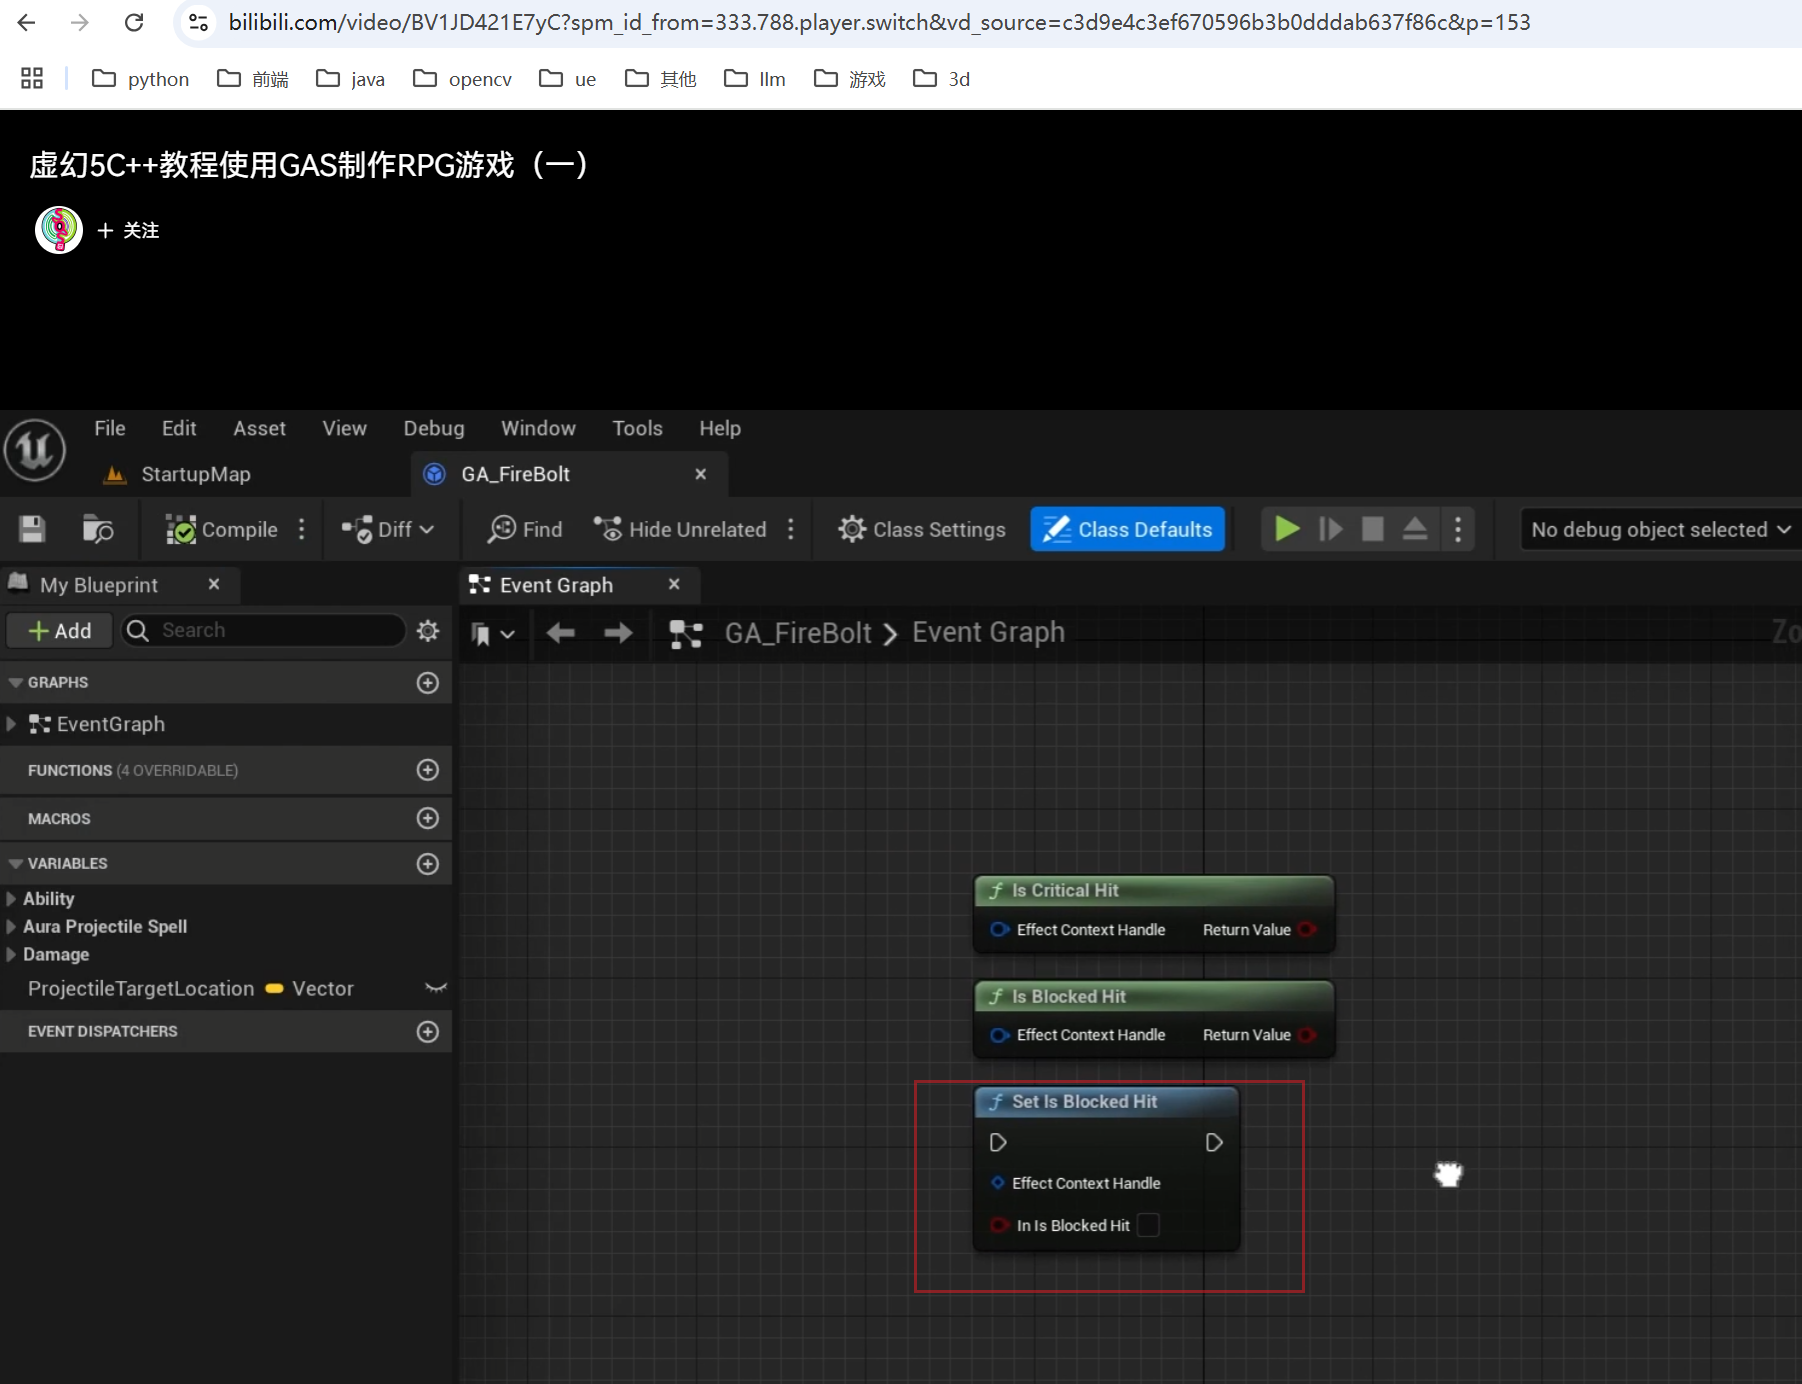 bilibili.com/video/BV1JD421E7yC?spm_id_from=333.788.player.switch&vd_source=c3d9e4c3ef670596b3b0dddab637f86c&p=153
python 前端 java opencv ue 其他 llm 游戏 3d
虚幻5C++教程使用GAS制作RPG游戏（一）
+ 关注
File Edit Asset View Debug Window Tools Help
StartupMap GA_FireBolt
Compile Diff Find Hide Unrelated Class Settings Class Defaults No debug object selected
My Blueprint Event Graph
+ Add Search GA_FireBolt > Event Graph Zo
GRAPHS
EventGraph
FUNCTIONS (4 OVERRIDABLE)
MACROS
VARIABLES
Ability
Aura Projectile Spell
Damage
ProjectileTargetLocation Vector
EVENT DISPATCHERS
f Is Critical Hit
Effect Context Handle Return Value
f Is Blocked Hit
Effect Context Handle Return Value
f Set Is Blocked Hit
Effect Context Handle
In Is Blocked Hit